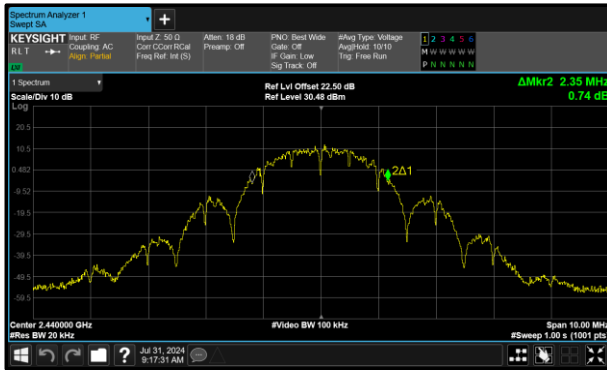 Spectrum Analyzer 1
Swept SA
+
KEYSIGHT Input: RF Input Z: 50 Ω Atten: 18 dB PNO: Best Wide #Avg Type: Voltage 1 2 3 4 5 6
RLT Coupling: AC Corr CCorr RCal Preamp: Off Gate: Off Avg|Hold: 10/10 M W W W W W
Align: Partial Freq Ref: Int (S) IF Gain: Low Trig: Free Run
Sig Track: Off P N N N N N
1 Spectrum
Scale/Div 10 dB
Ref Lvl Offset 22.50 dB
Ref Level 30.48 dBm
ΔMkr2 2.35 MHz
0.74 dB
Log
20.5
10.5
0.482
2Δ1
-9.52
-19.5
-29.5
-39.5
-49.5
-59.5
Center 2.440000 GHz #Video BW 100 kHz Span 10.00 MHz
#Res BW 20 kHz #Sweep 1.00 s (1001 pts)
? Jul 31, 2024
9:17:31 AM